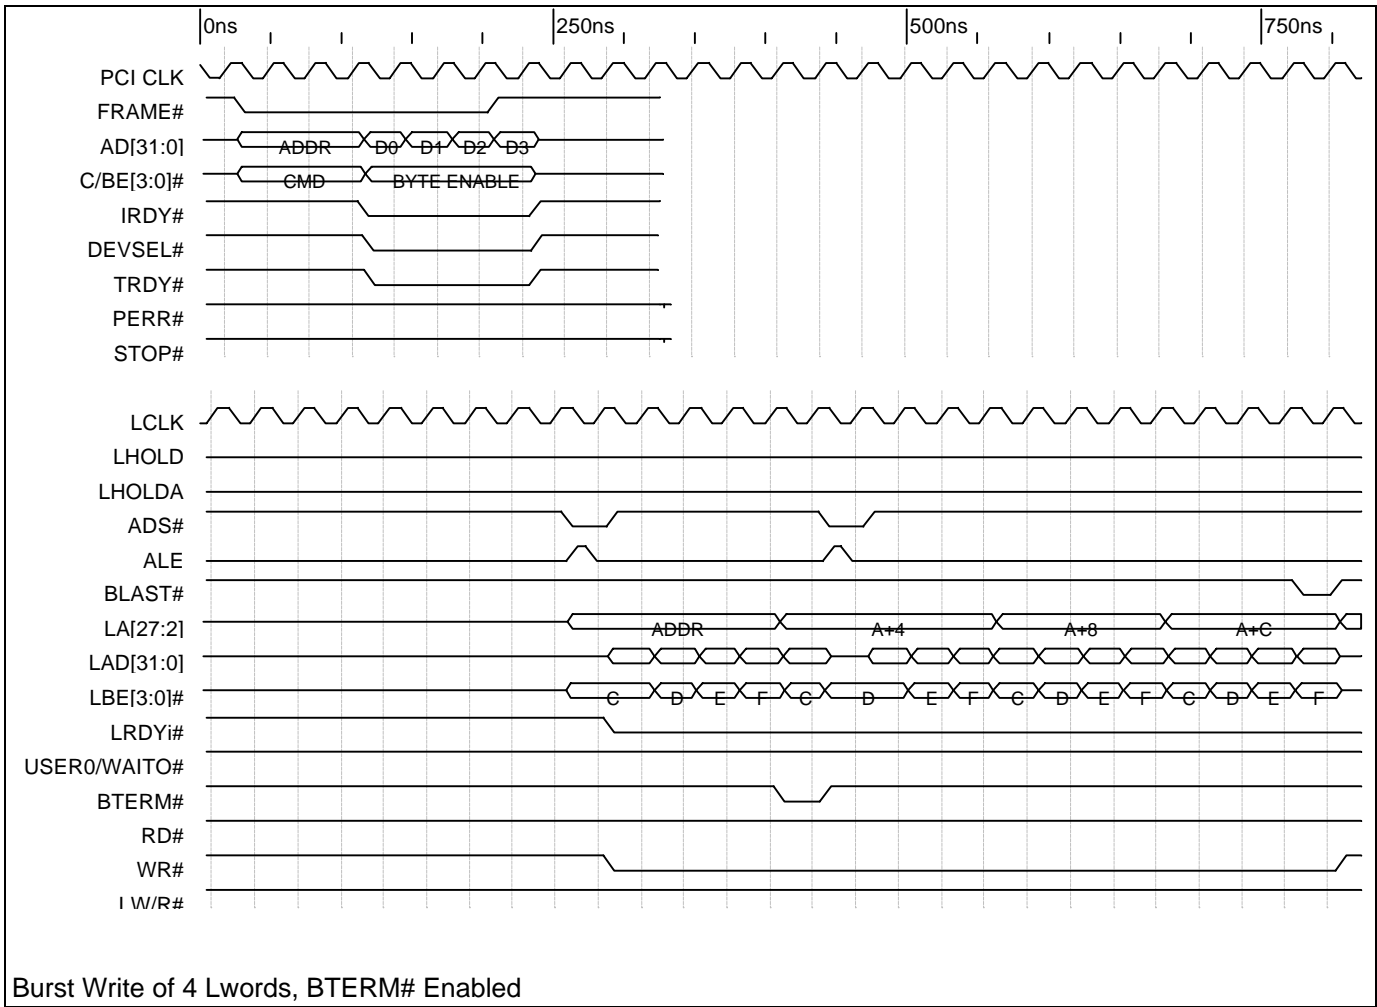 0ns 250ns 500ns 750ns
PCI CLK
FRAME#
AD[31:0] ADDR D0 D1 D2 D3
C/BE[3:0]# CMD BYTE ENABLE
IRDY#
DEVSEL#
TRDY#
PERR#
STOP#
LCLK
LHOLD
LHOLDA
ADS#
ALE
BLAST#
LA[27:2] ADDR A+4 A+8 A+C
LAD[31:0]
LBE[3:0]# C D E F C D E F C D E F C D E F
LRDYi#
USER0/WAITO#
BTERM#
RD#
WR#
LW/R#
Burst Write of 4 Lwords, BTERM# Enabled